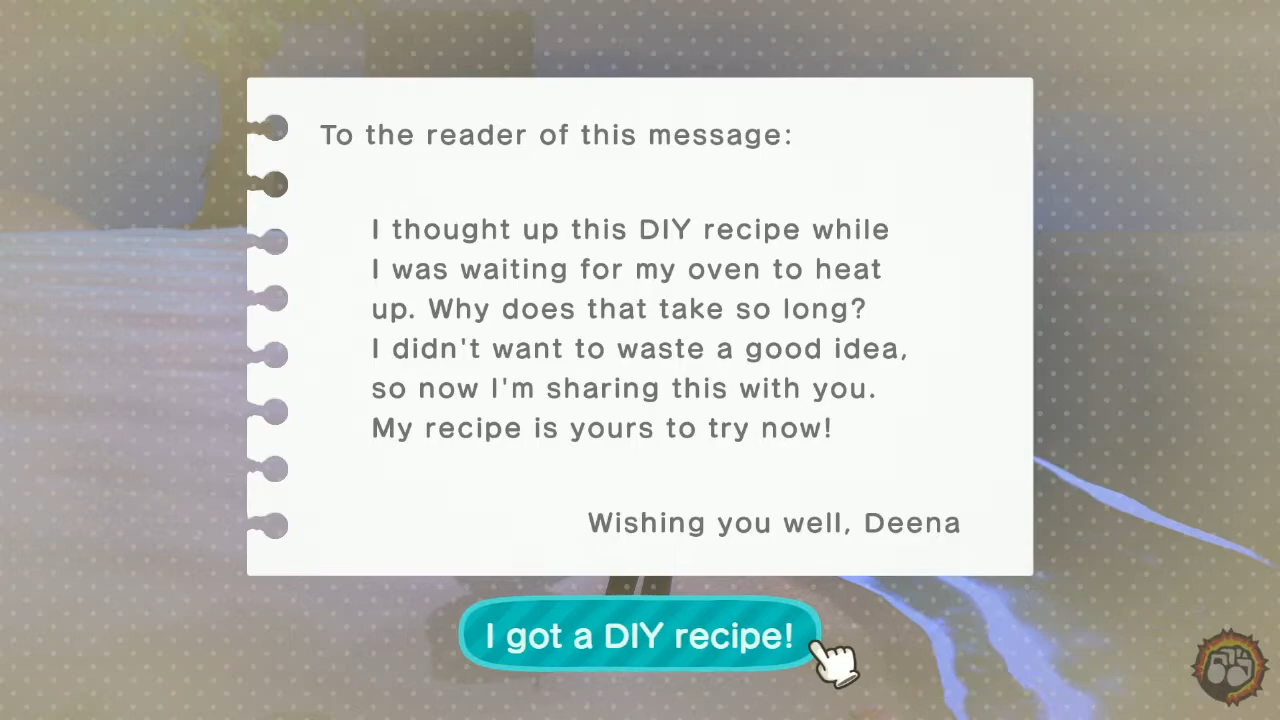 To the reader of this message:
I thought up this DIY recipe while
I was waiting for my oven to heat
up. Why does that take so long?
I didn't want to waste a good idea,
so now I'm sharing this with you.
My recipe is yours to try now!
Wishing you well, Deena
I got a DIY recipe!